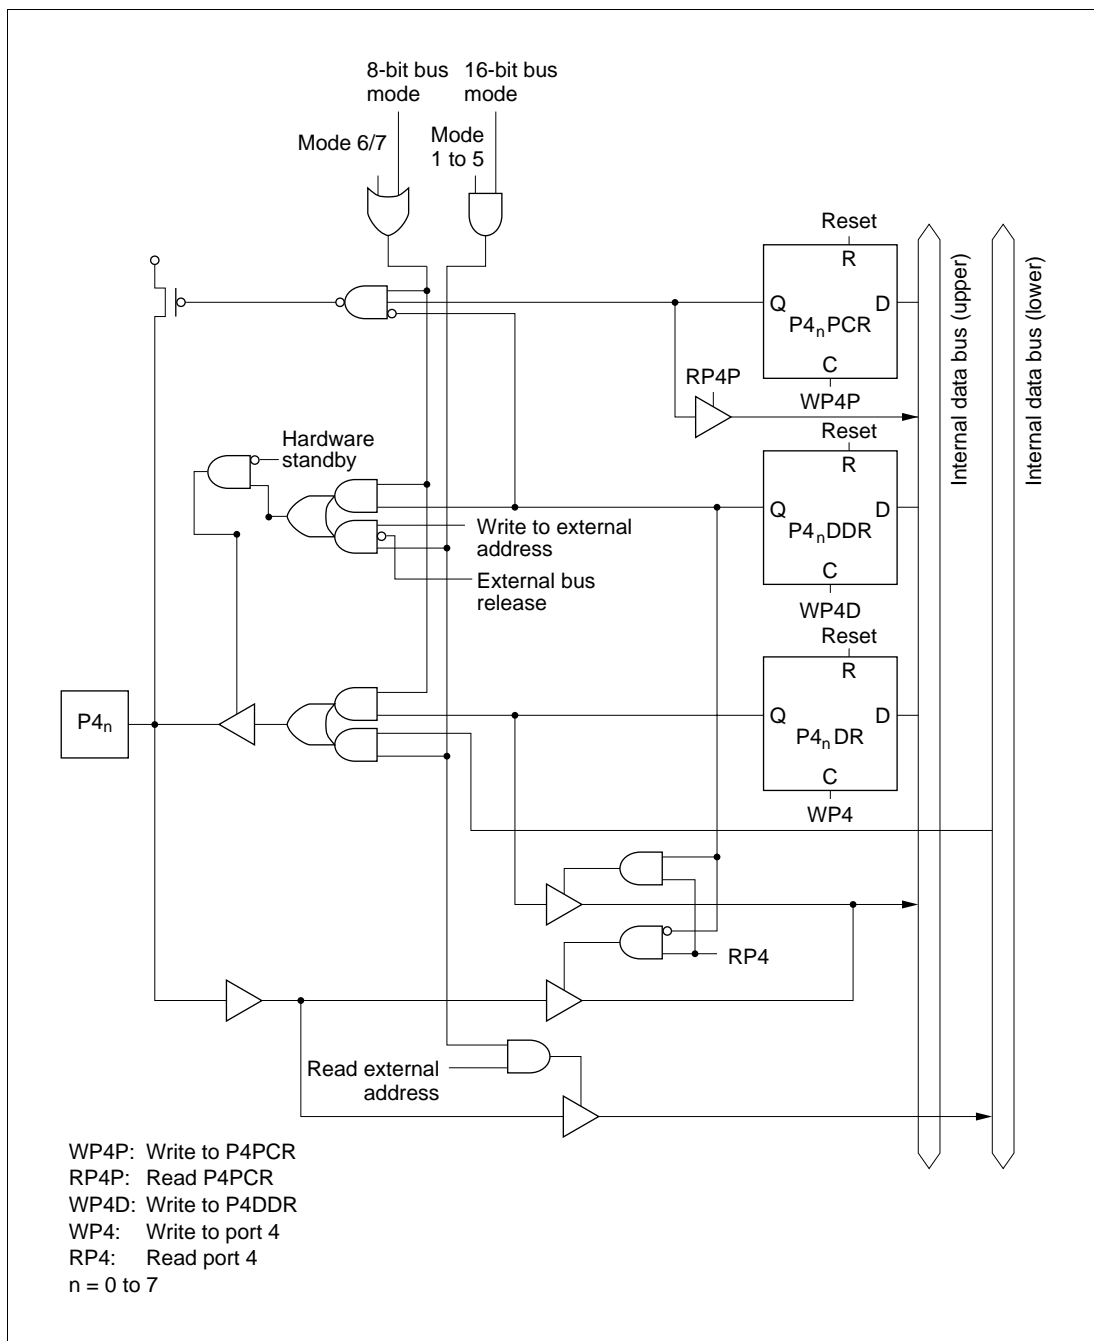 8-bit bus
mode
16-bit bus
mode
Mode 6/7
Mode
1 to 5
Reset
R
Q
D
P4nPCR
C
WP4P
RP4P
Internal data bus (upper)
Internal data bus (lower)
Hardware
standby
Reset
R
Q
D
P4nDDR
C
WP4D
Write to external
address
External bus
release
Reset
R
P4n
Q
D
P4nDR
C
WP4
RP4
Read external
address
WP4P: Write to P4PCR
RP4P: Read P4PCR
WP4D: Write to P4DDR
WP4: Write to port 4
RP4: Read port 4
n = 0 to 7